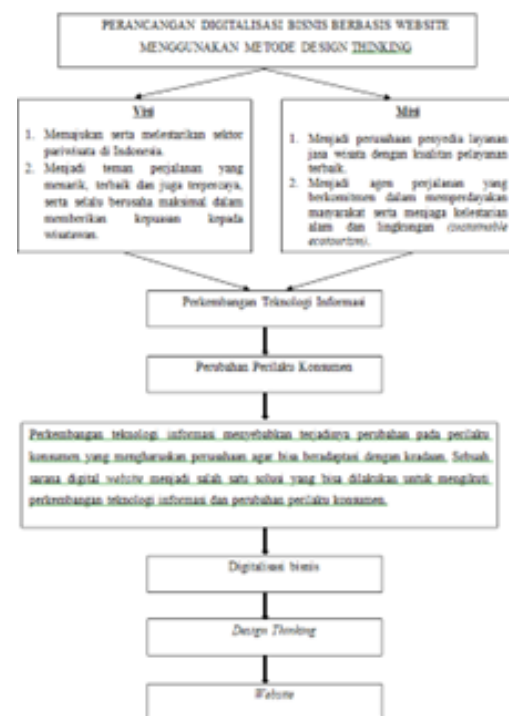 PERANCANGAN DIGITALISASI BISNIS BERBASIS WEBSITE
MENGGUNAKAN METODE DESIGN THINKING
Visi
1. Memajukan serta melestarikan sektor
pariwisata di Indonesia.
2. Menjadi teman perjalanan yang
menarik, terbaik dan juga terpercaya,
serta selalu berusaha maksimal dalam
memberikan kepuasan kepada
wisatawan.
Misi
1. Menjadi perusahaan penyedia layanan
jasa wisata dengan kualitas pelayanan
terbaik.
2. Menjadi agen perjalanan yang
berkomitmen dalam memperdayakan
masyarakat serta menjaga kelestarian
alam dan lingkungan (sustainable
ecotourism).
Perkembangan Teknologi Informasi
Perubahan Perilaku Konsumen
Perkembangan teknologi informasi menyebabkan terjadinya perubahan pada perilaku
konsumen yang mengharuskan perusahaan agar bisa beradaptasi dengan keadaan. Sebuah
sarana digital website menjadi salah satu solusi yang bisa dilakukan untuk mengikuti
perkembangan teknologi informasi dan perubahan perilaku konsumen.
Digitalisasi bisnis
Design Thinking
Website